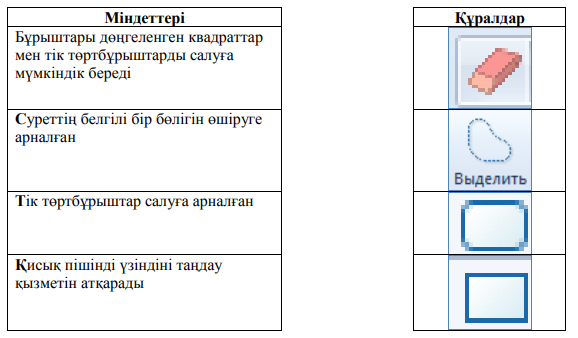 Міндеттері
Бұрыштары дөңгеленген квадраттар
мен тік төртбұрыштарды салуға
мүмкіндік береді
Суреттің белгілі бір бөлігін өшіруге
арналған
Тік төртбұрыштар салуға арналған
Қисық пішінді үзіндіні таңдау
қызметін атқарады
Құралдар
Выделить